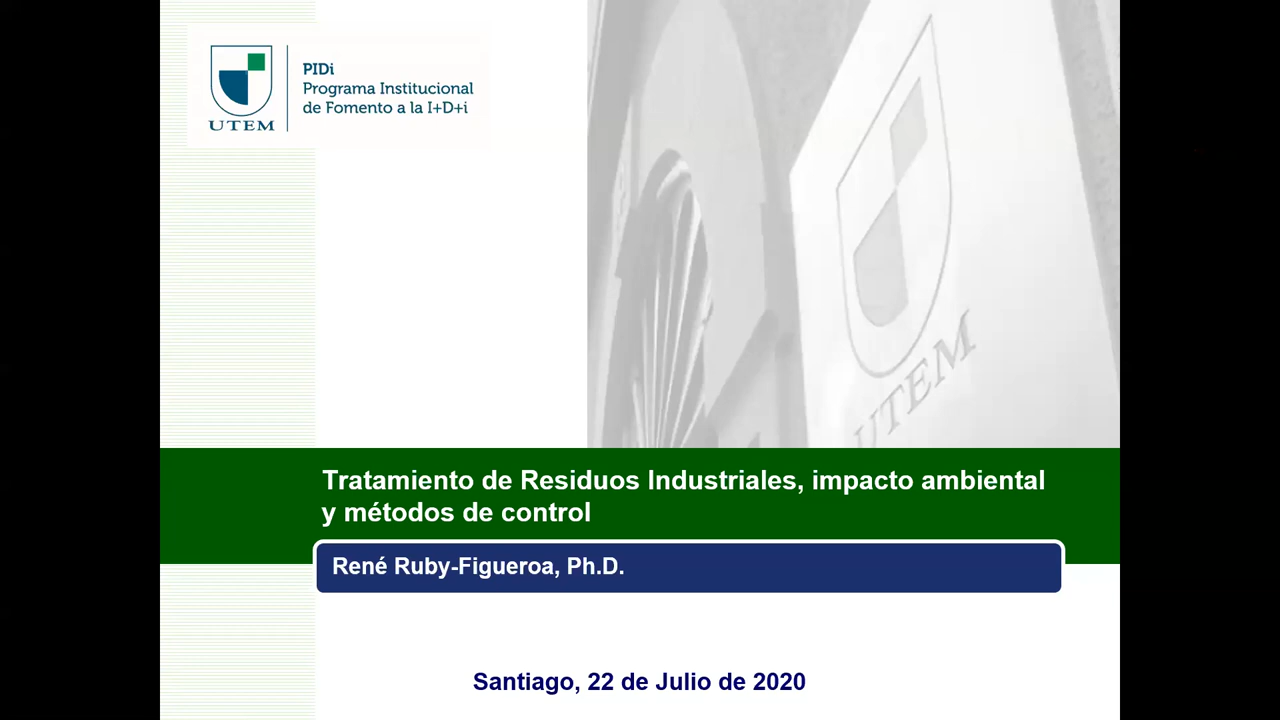 PIDi
Programa Institucional
de Fomento a la I+D+i
UTEM
UTEM
Tratamiento de Residuos Industriales, impacto ambiental
y métodos de control
René Ruby-Figueroa, Ph.D.
Santiago, 22 de Julio de 2020